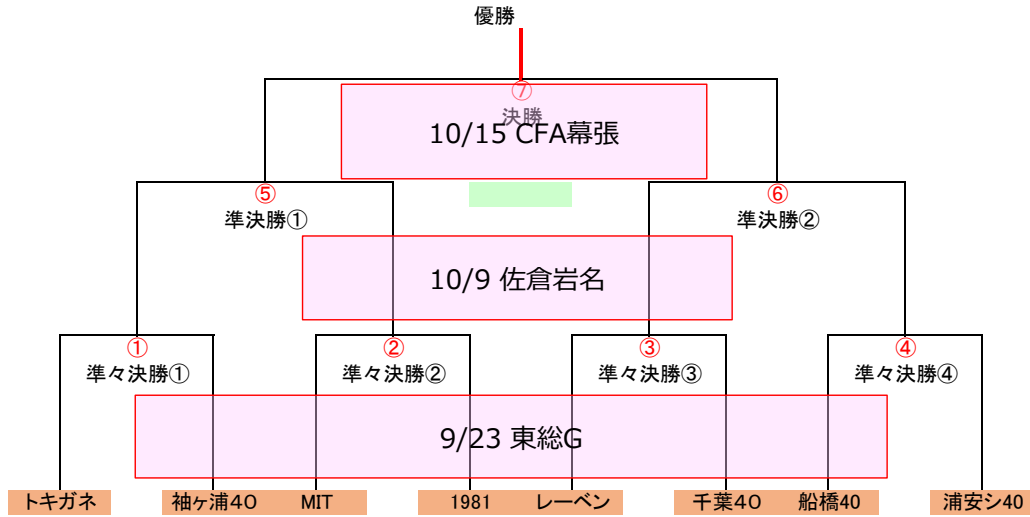 優勝
⑦
決勝
10/15 CFA幕張
⑤
準決勝①
⑥
準決勝②
10/9 佐倉岩名
①
準々決勝①
②
準々決勝②
③
準々決勝③
④
準々決勝④
9/23 東総G
トキガネ
袖ヶ浦40
MIT
1981
レーベン
千葉40
船橋40
浦安シ40